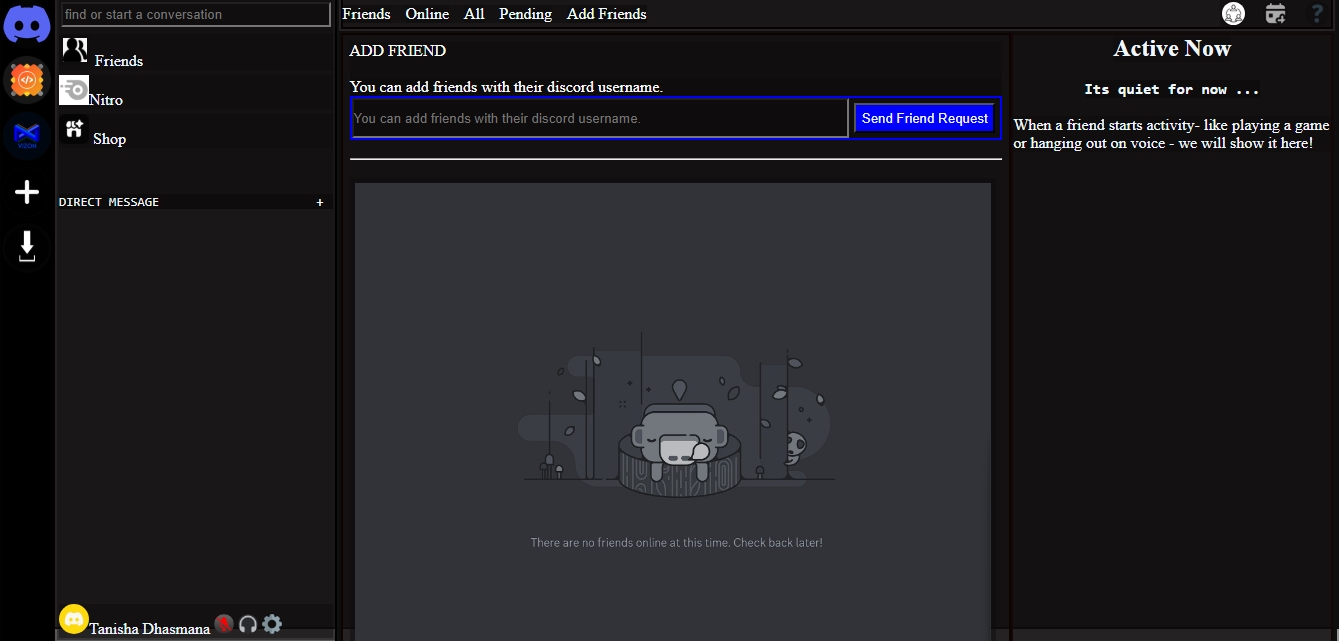 find or start a conversation
Friends Online All Pending Add Friends
?
Friends
Nitro
Shop
VIZON
DIRECT MESSAGE +
ADD FRIEND
You can add friends with their discord username.
You can add friends with their discord username.
Send Friend Request
There are no friends online at this time. Check back later!
Active Now
Its quiet for now ...
When a friend starts activity- like playing a game
or hanging out on voice - we will show it here!
Tanisha Dhasmana